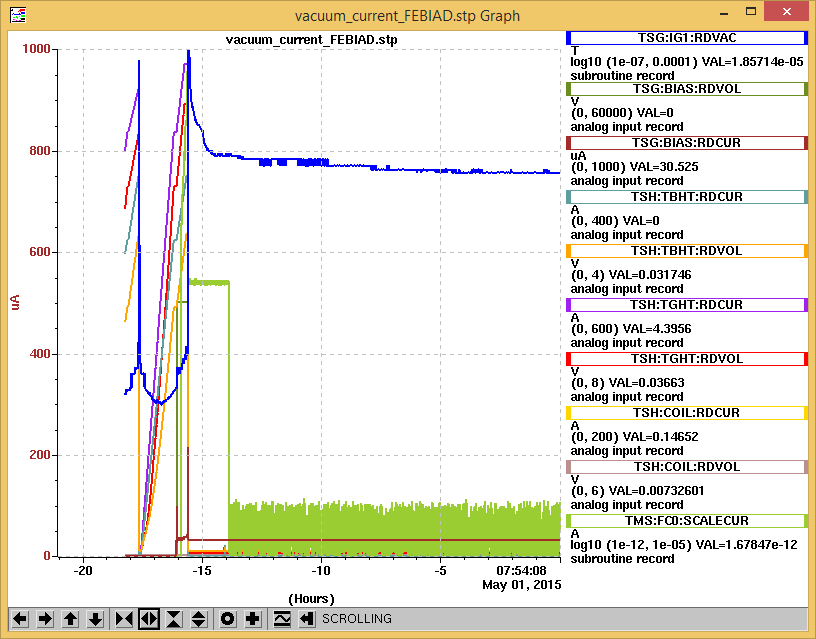 vacuum_current_FEBIAD.stp Graph
vacuum_current_FEBIAD.stp
1000
800
600
400
200
0
uA
-20
-15
-10
-5
07:54:08
May 01, 2015
(Hours)
TSG:IG1:RDVAC
T
log10 (1e-07, 0.0001) VAL=1.85714e-05
subroutine record
TSG:BIAS:RDVOL
V
(0, 60000) VAL=0
analog input record
TSG:BIAS:RDCUR
uA
(0, 1000) VAL=30.525
analog input record
TSH:TBHT:RDCUR
A
(0, 400) VAL=0
analog input record
TSH:TBHT:RDVOL
V
(0, 4) VAL=0.031746
analog input record
TSH:TGHT:RDCUR
A
(0, 600) VAL=4.3956
analog input record
TSH:TGHT:RDVOL
V
(0, 8) VAL=0.03663
analog input record
TSH:COIL:RDCUR
A
(0, 200) VAL=0.14652
analog input record
TSH:COIL:RDVOL
V
(0, 6) VAL=0.00732601
analog input record
TMS:FC0:SCALECUR
A
log10 (1e-12, 1e-05) VAL=1.67847e-12
subroutine record
SCROLLING